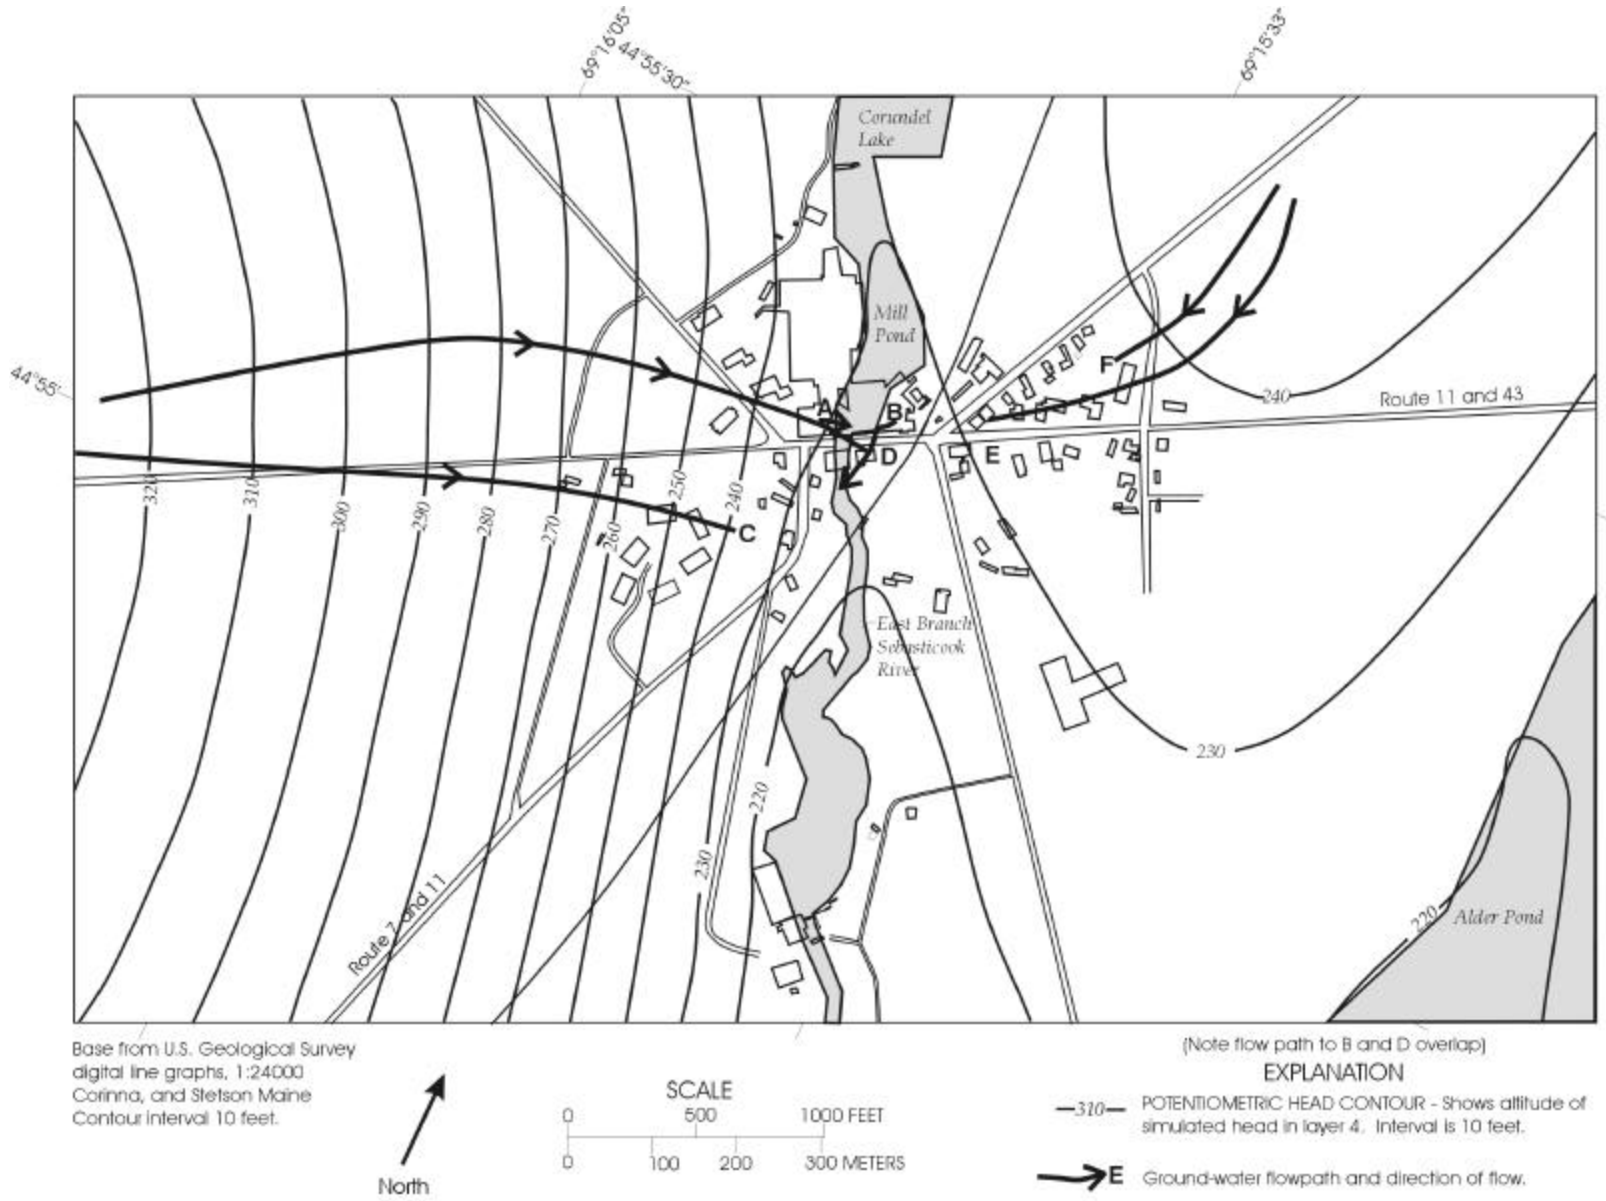 69°16'05"
44°55'30"
69°15'33"
Corundel
Lake
Mill
Pond
44°55'
F
240
Route 11 and 43
A
B
D
E
320
310
300
290
280
270
260
250
240
C
East Branch
Sebasticook
River
230
220
230
Route 7 and 11
220
Alder Pond
Base from U.S. Geological Survey
digital line graphs, 1:24000
Corinna, and Stetson Maine
Contour interval 10 feet.
North
SCALE
0 500 1000 FEET
0 100 200 300 METERS
(Note flow path to B and D overlap)
EXPLANATION
310 POTENTIOMETRIC HEAD CONTOUR - Shows altitude of
simulated head in layer 4. Interval is 10 feet.
E Ground-water flowpath and direction of flow.